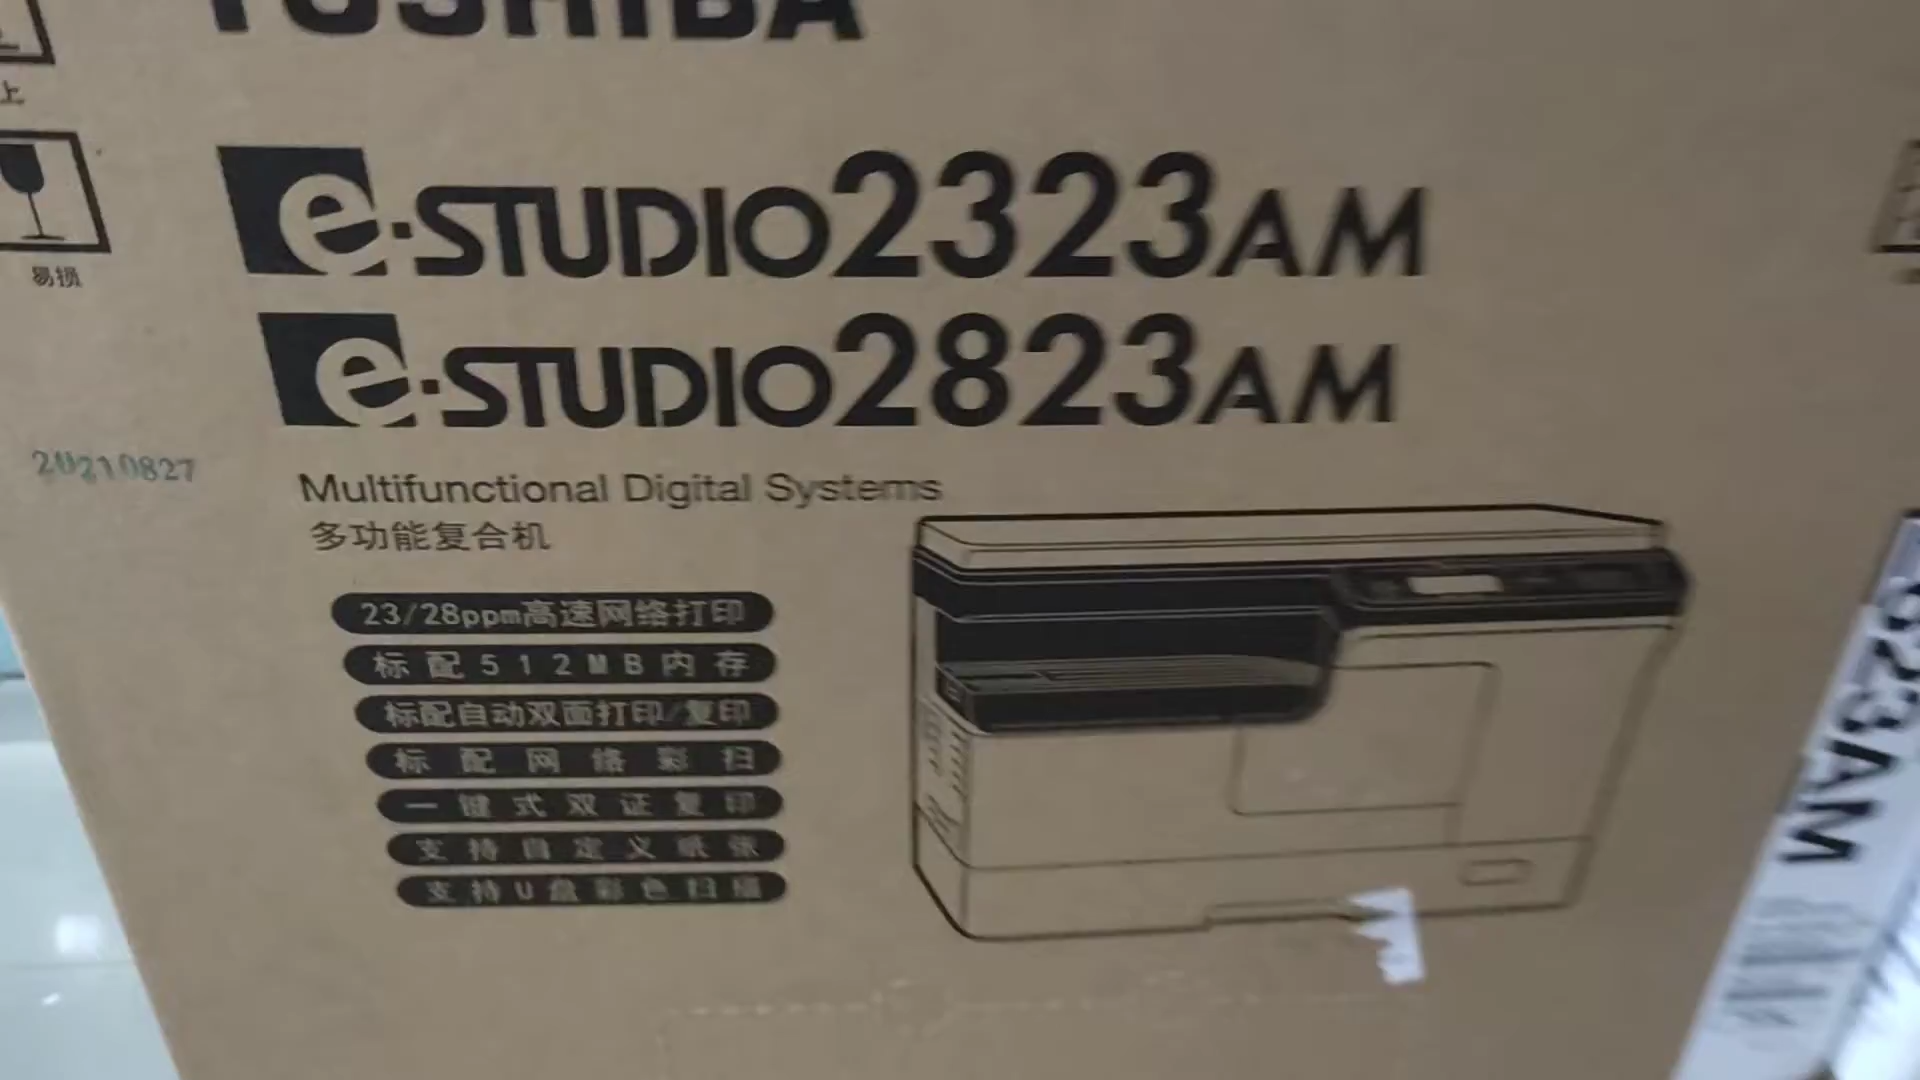 TOSHIBA
上
e-STUDIO2323AM
易损
e-STUDIO2823AM
20210827
Multifunctional Digital Systems
多功能复合机
23/28ppm高速网络打印
标配512MB内存
标配自动双面打印/复印
标配网络彩扫
一键式双证复印
支持自定义纸张
支持U盘彩色扫描
823AM